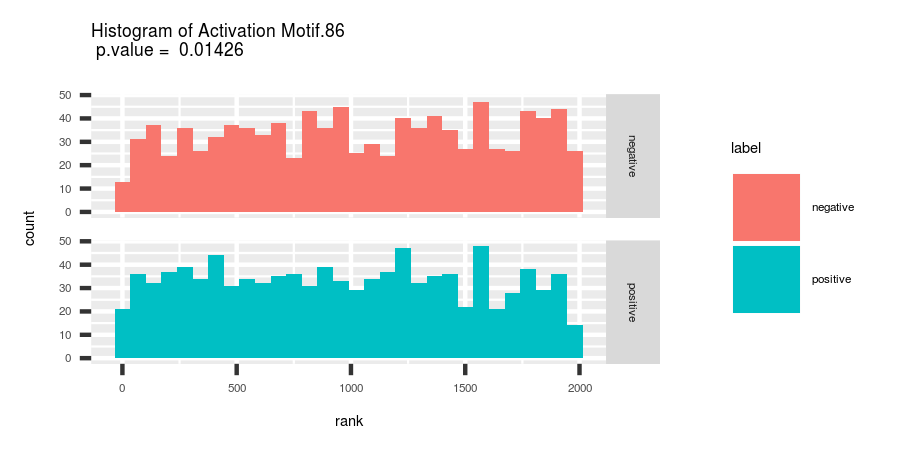 Histogram of Activation Motif.86
p.value = 0.01426
count
50
40
30
20
10
0
negative
50
40
30
20
10
0
positive
0 500 1000 1500 2000
rank
label
negative
positive